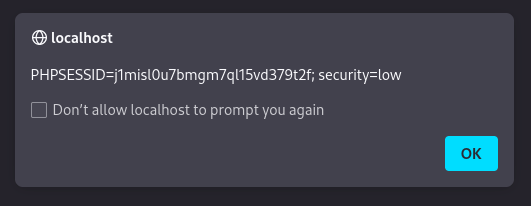 localhost
PHPSESSID=j1misl0u7bmgm7ql15vd379t2f; security=low
Don’t allow localhost to prompt you again
OK